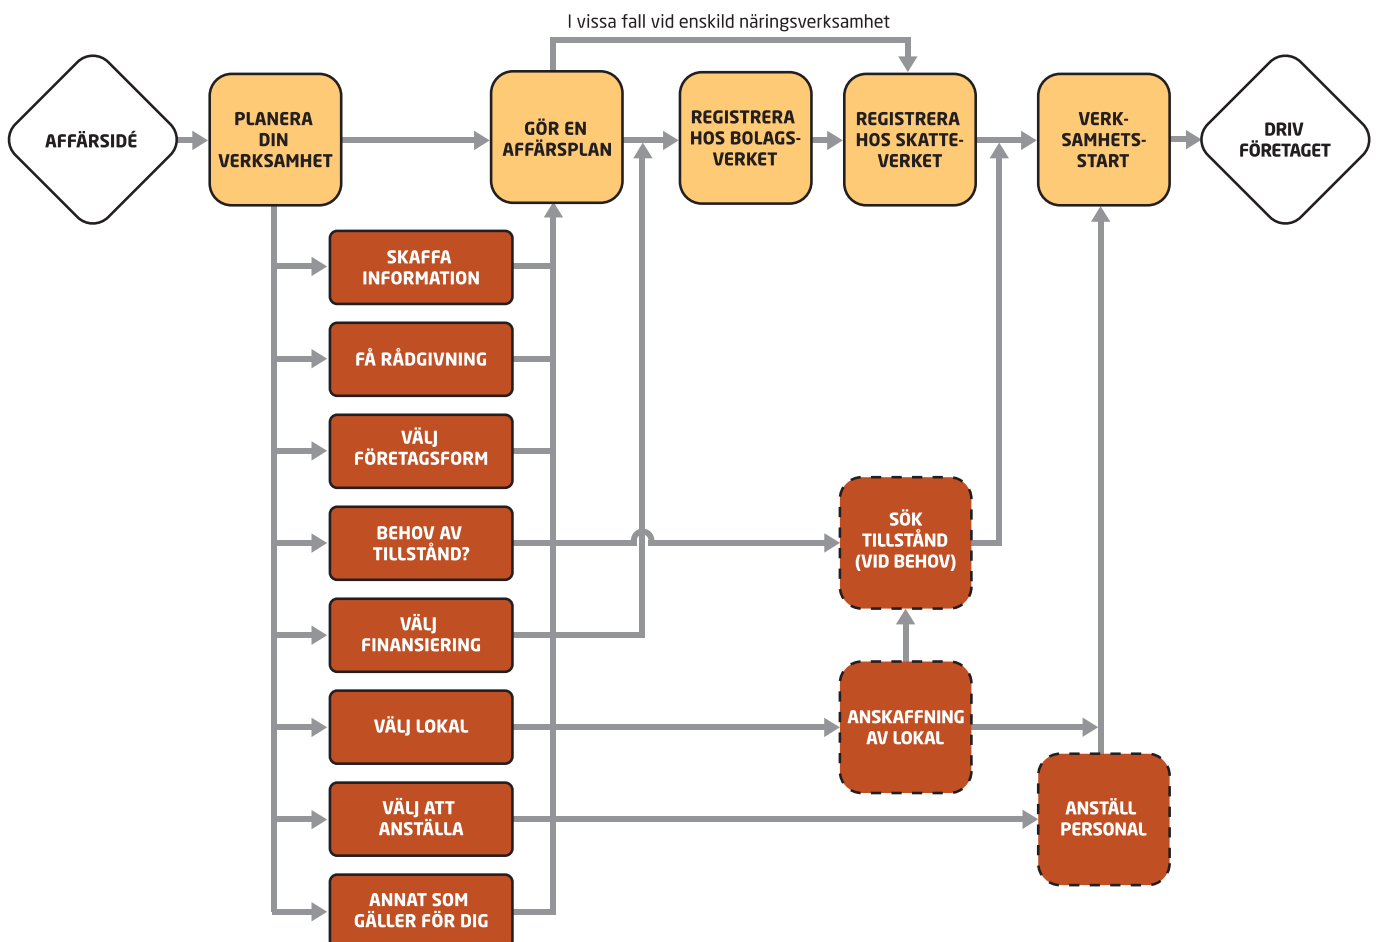 I vissa fall vid enskild näringsverksamhet
AFFÄRSIDÉ
PLANERA
DIN
VERKSAMHET
GÖR EN
AFFÄRSPLAN
REGISTRERA
HOS BOLAGS-
VERKET
REGISTRERA
HOS SKATTE-
VERKET
VERK-
SAMHETS-
START
DRIV
FÖRETAGET
SKAFFA
INFORMATION
FÅ RÅDGIVNING
VÄLJ
FÖRETAGSFORM
BEHOV AV
TILLSTÅND?
SÖK
TILLSTÅND
(VID BEHOV)
VÄLJ
FINANSIERING
VÄLJ LOKAL
ANSKAFFNING
AV LOKAL
VÄLJ ATT
ANSTÄLLA
ANSTÄLL
PERSONAL
ANNAT SOM
GÄLLER FÖR DIG